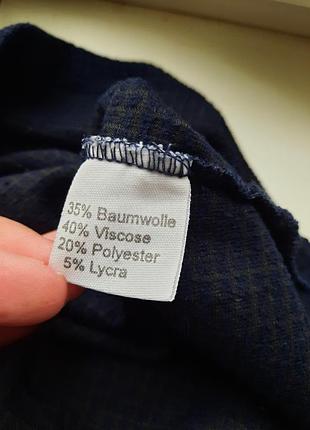 35% Baumwolle
40% Viscose
20% Polyester
5% Lycra